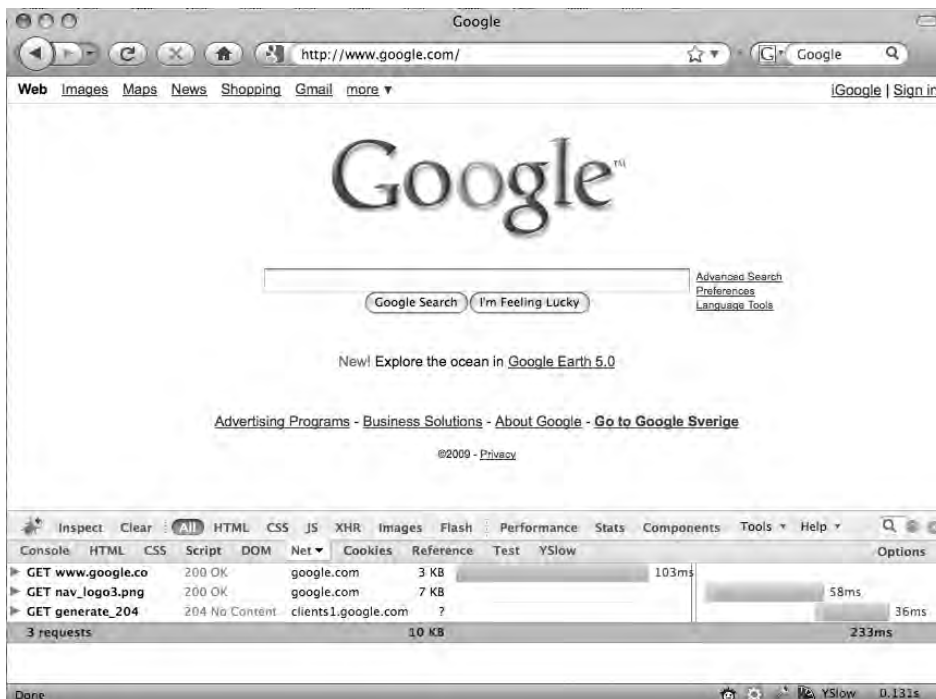 Google
http://www.google.com/ G Google
Web Images Maps News Shopping Gmail more ▼ iGoogle | Sign in
Google™
Advanced Search
Preferences
Language Tools
Google Search I'm Feeling Lucky
New! Explore the ocean in Google Earth 5.0
Advertising Programs - Business Solutions - About Google - Go to Google Sverige
©2009 - Privacy
Inspect Clear All HTML CSS JS XHR Images Flash Performance Stats Components Tools ▼ Help ▼
Console HTML CSS Script DOM Net ▼ Cookies Reference Test YSlow Options
GET www.google.co 200 OK google.com 3 KB 103ms
GET nav_logo3.png 200 OK google.com 7 KB 58ms
GET generate_204 204 No Content clients1.google.com ? 36ms
3 requests 10 KB 233ms
Done YSlow 0.131s